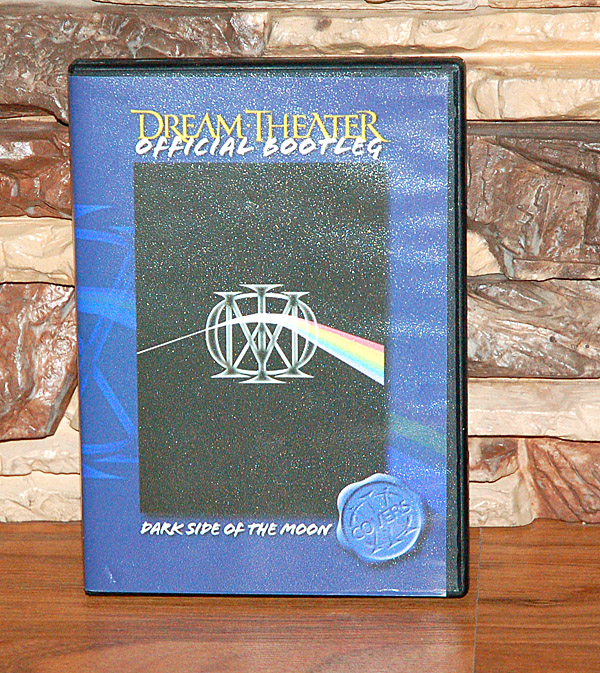 DREAM THEATER
OFFICIAL BOOTLEG
DARK SIDE OF THE MOON
COVERS